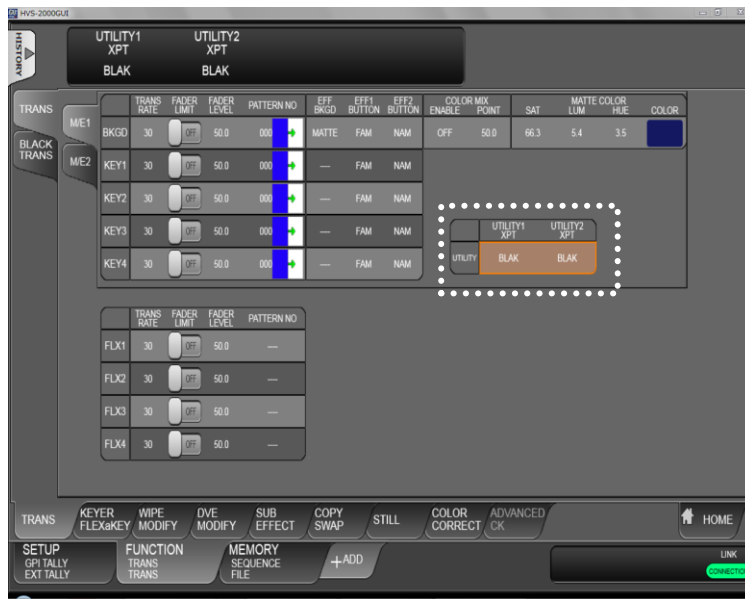 HVS-2000GUI
HISTORY
UTILITY1 UTILITY2
XPT XPT
BLAK BLAK
TRANS
BLACK
TRANS
M/E1
M/E2
TRANS RATE FADER LIMIT FADER LEVEL PATTERN NO EFF BKGD EFF1 BUTTON EFF2 BUTTON COLOR MIX ENABLE POINT SAT MATTE COLOR LUM HUE COLOR
BKGD 30 OFF 50.0 000 MATTE FAM NAM OFF 50.0 66.3 5.4 3.5
KEY1 30 OFF 50.0 000 --- FAM NAM
KEY2 30 OFF 50.0 000 --- FAM NAM
KEY3 30 OFF 50.0 000 --- FAM NAM
KEY4 30 OFF 50.0 000 --- FAM NAM
UTILITY1 UTILITY2
XPT XPT
UTILITY BLAK BLAK
TRANS RATE FADER LIMIT FADER LEVEL PATTERN NO
FLX1 30 OFF 50.0 ---
FLX2 30 OFF 50.0 ---
FLX3 30 OFF 50.0 ---
FLX4 30 OFF 50.0 ---
TRANS KEYER FLEXaKEY WIPE MODIFY DVE MODIFY SUB EFFECT COPY SWAP STILL COLOR CORRECT ADVANCED CK HOME
SETUP FUNCTION MEMORY
GPI TALLY TRANS SEQUENCE +ADD
EXT TALLY TRANS FILE
LINK
CONNECTIO